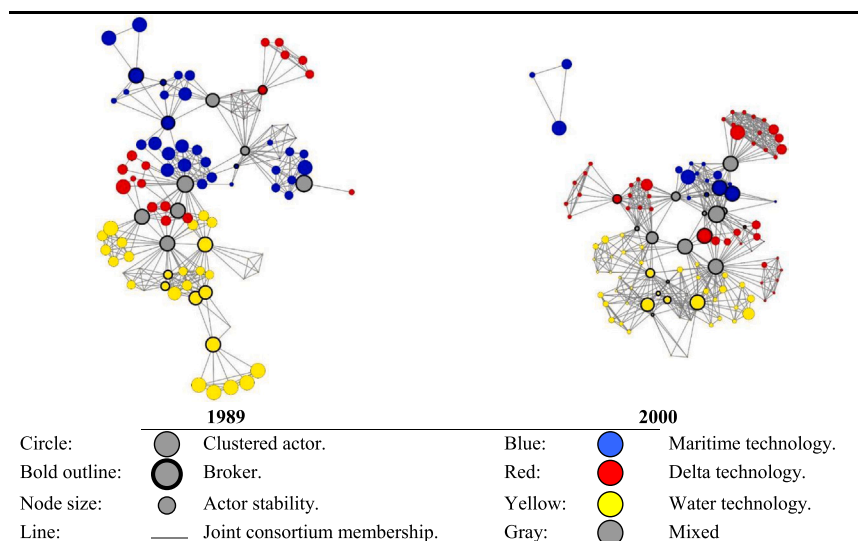 1989 2000
Circle: Clustered actor. Blue: Maritime technology.
Bold outline: Broker. Red: Delta technology.
Node size: Actor stability. Yellow: Water technology.
Line: Joint consortium membership. Gray: Mixed